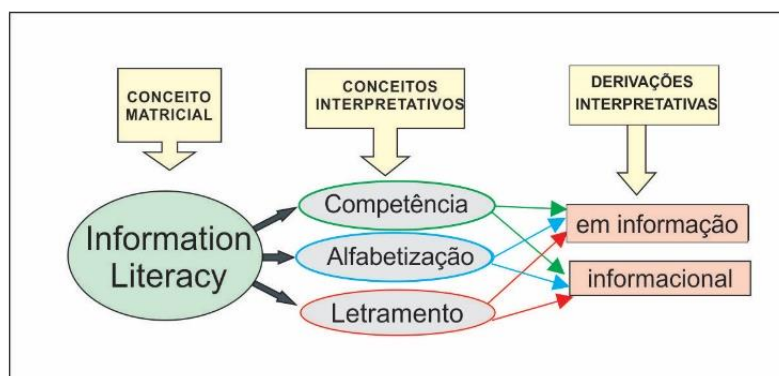 CONCEITO
MATRICIAL
CONCEITOS
INTERPRETATIVOS
DERIVAÇÕES
INTERPRETATIVAS
Information
Literacy
Competência
Alfabetização
Letramento
em informação
informacional